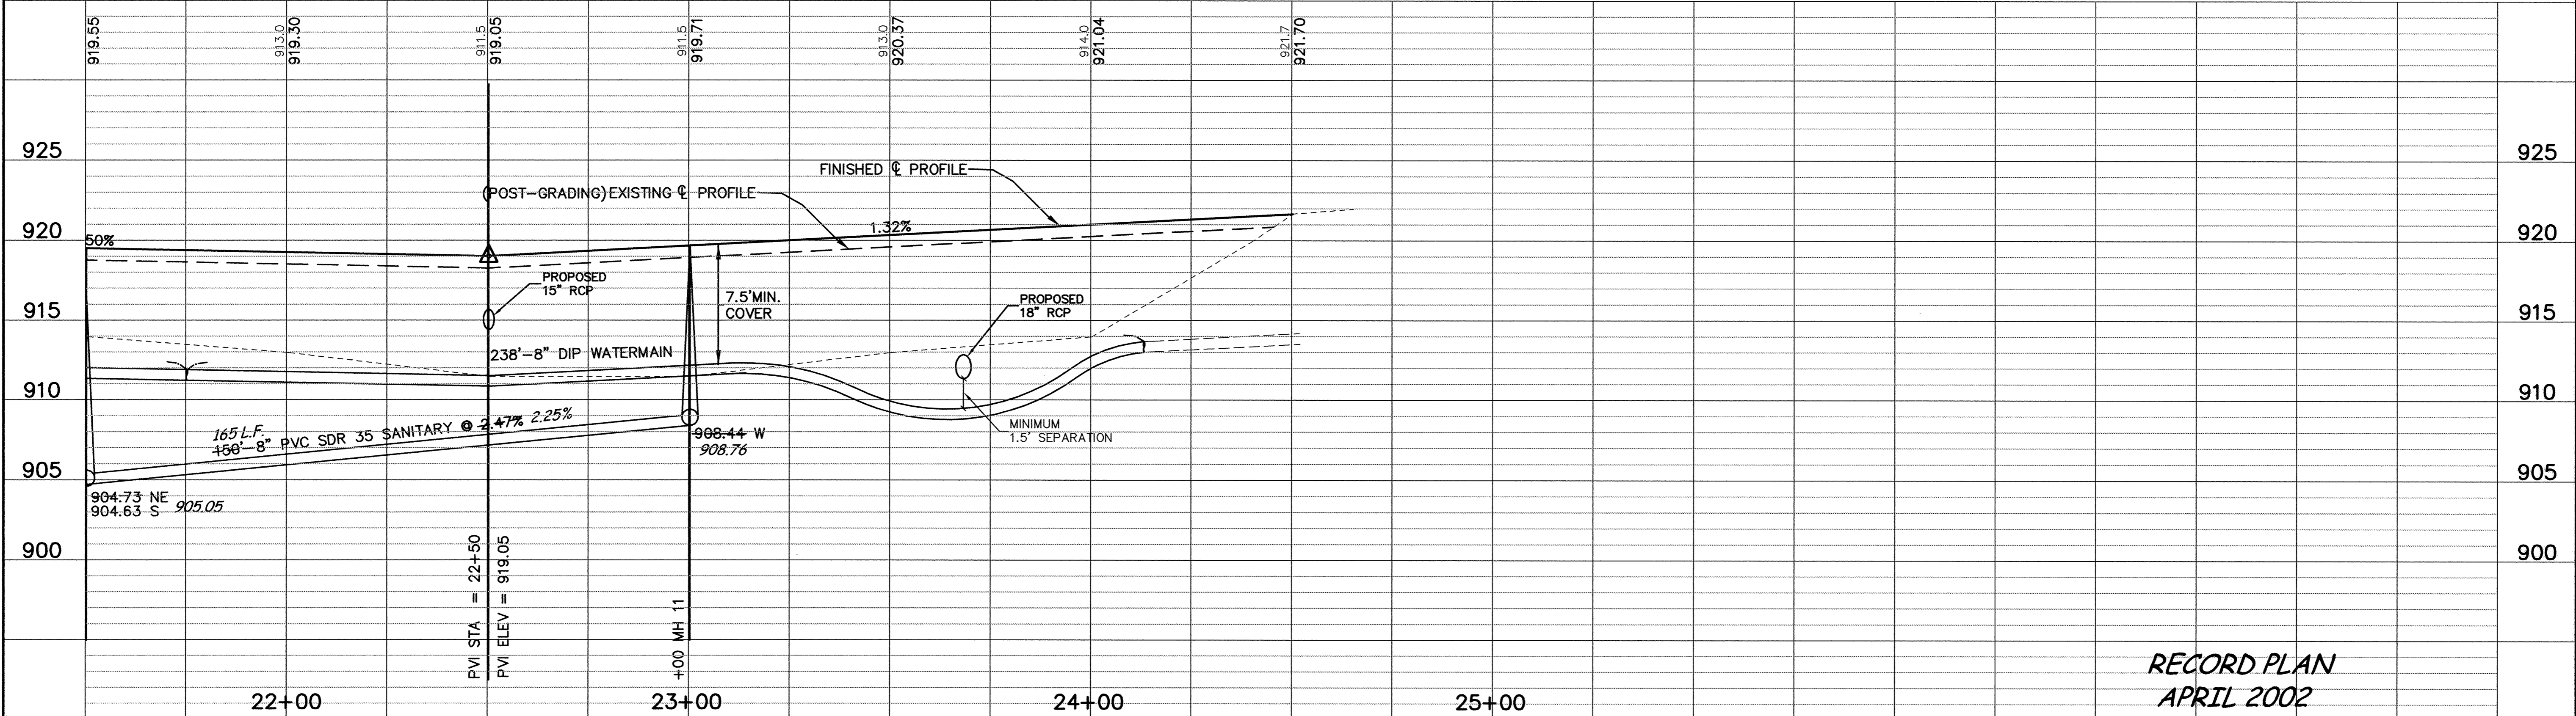 919.55
913.0
919.30
911.5
919.05
911.5
919.71
913.0
920.37
914.0
921.04
921.7
921.70
925
925
FINISHED ℄ PROFILE
(POST-GRADING)EXISTING ℄ PROFILE
920
50%
1.32%
920
PROPOSED
15" RCP
7.5'MIN.
COVER
PROPOSED
18" RCP
915
915
238'-8" DIP WATERMAIN
910
910
165 L.F.
150'-8" PVC SDR 35 SANITARY @ 2.47% 2.25%
908.44 W
908.76
MINIMUM
1.5' SEPARATION
905
905
904.73 NE
904.63 S 905.05
900
900
PVI STA = 22+50
PVI ELEV = 919.05
+00 MH 11
RECORD PLAN
APRIL 2002
22+00
23+00
24+00
25+00